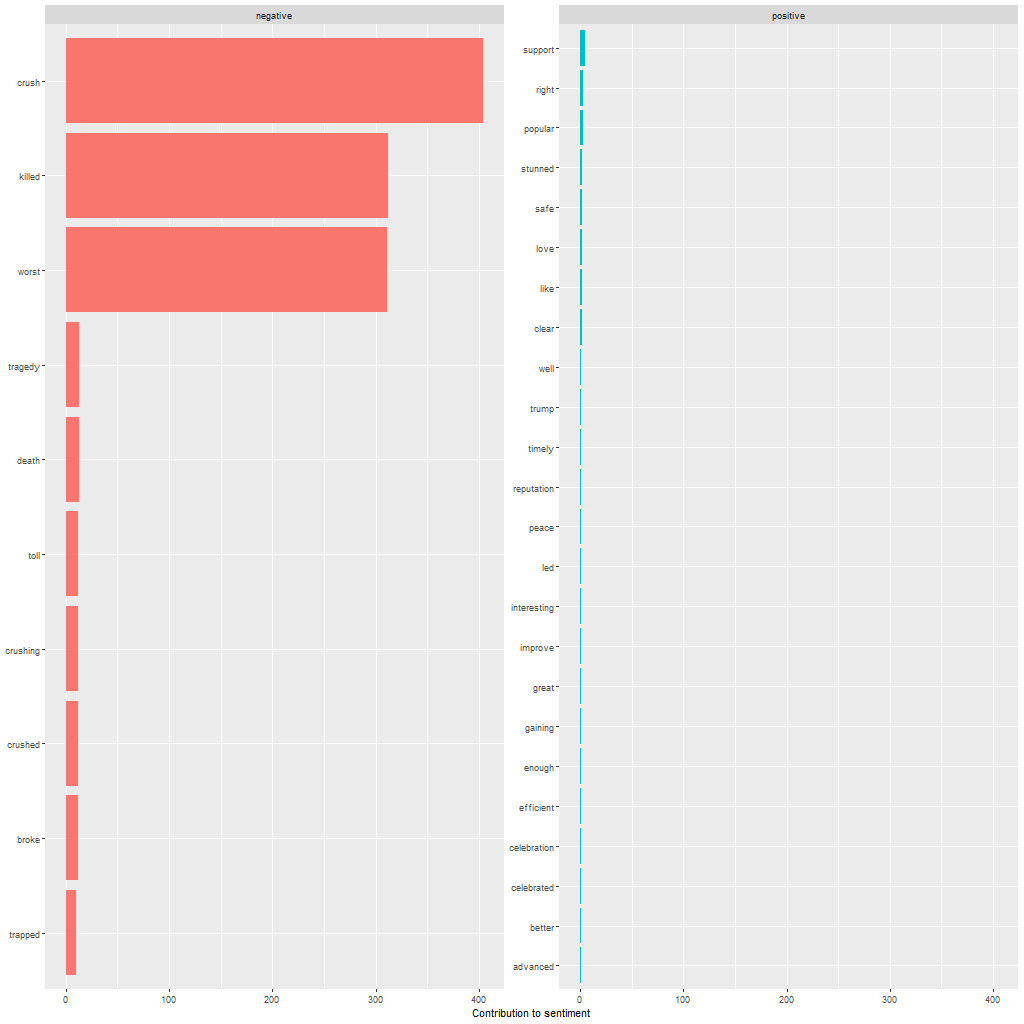 negative
crush
killed
worst
tragedy
death
toll
crushing
crushed
broke
trapped
0 100 200 300 400
positive
support
right
popular
stunned
safe
love
like
clear
well
trump
timely
reputation
peace
led
interesting
improve
great
gaining
enough
efficient
celebration
celebrated
better
advanced
0 100 200 300 400
Contribution to sentiment